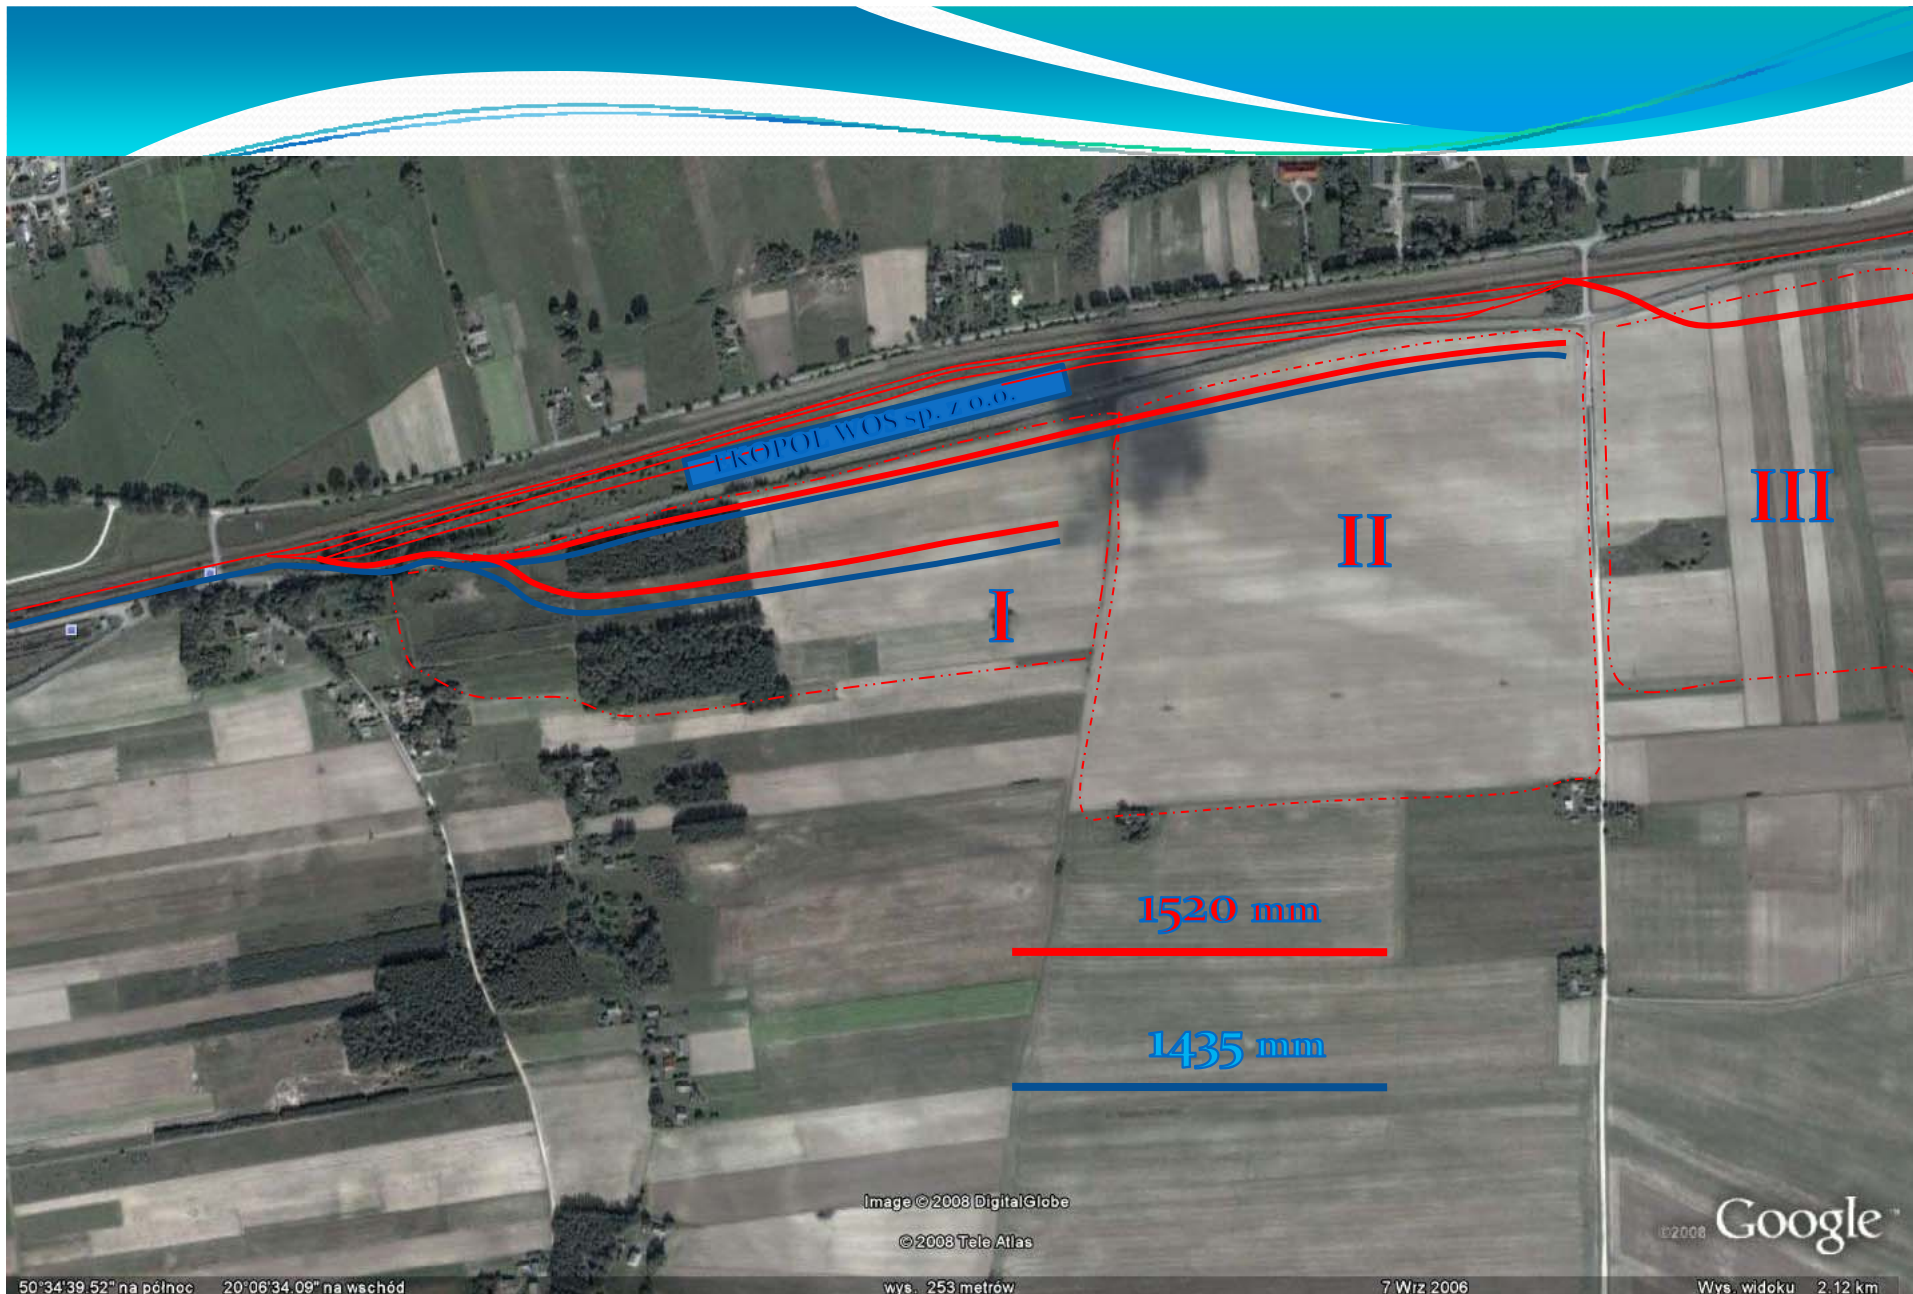 EKOPOL WOS sp. z o.o.
III
II
I
1520 mm
1435 mm
Image © 2008 DigitalGlobe
© 2008 Tele Atlas
©2008 Google™
50°34'39.52" na północ 20°06'34.09" na wschód wys. 253 metrów 7 Wrz 2006 Wys. widoku 2.12 km